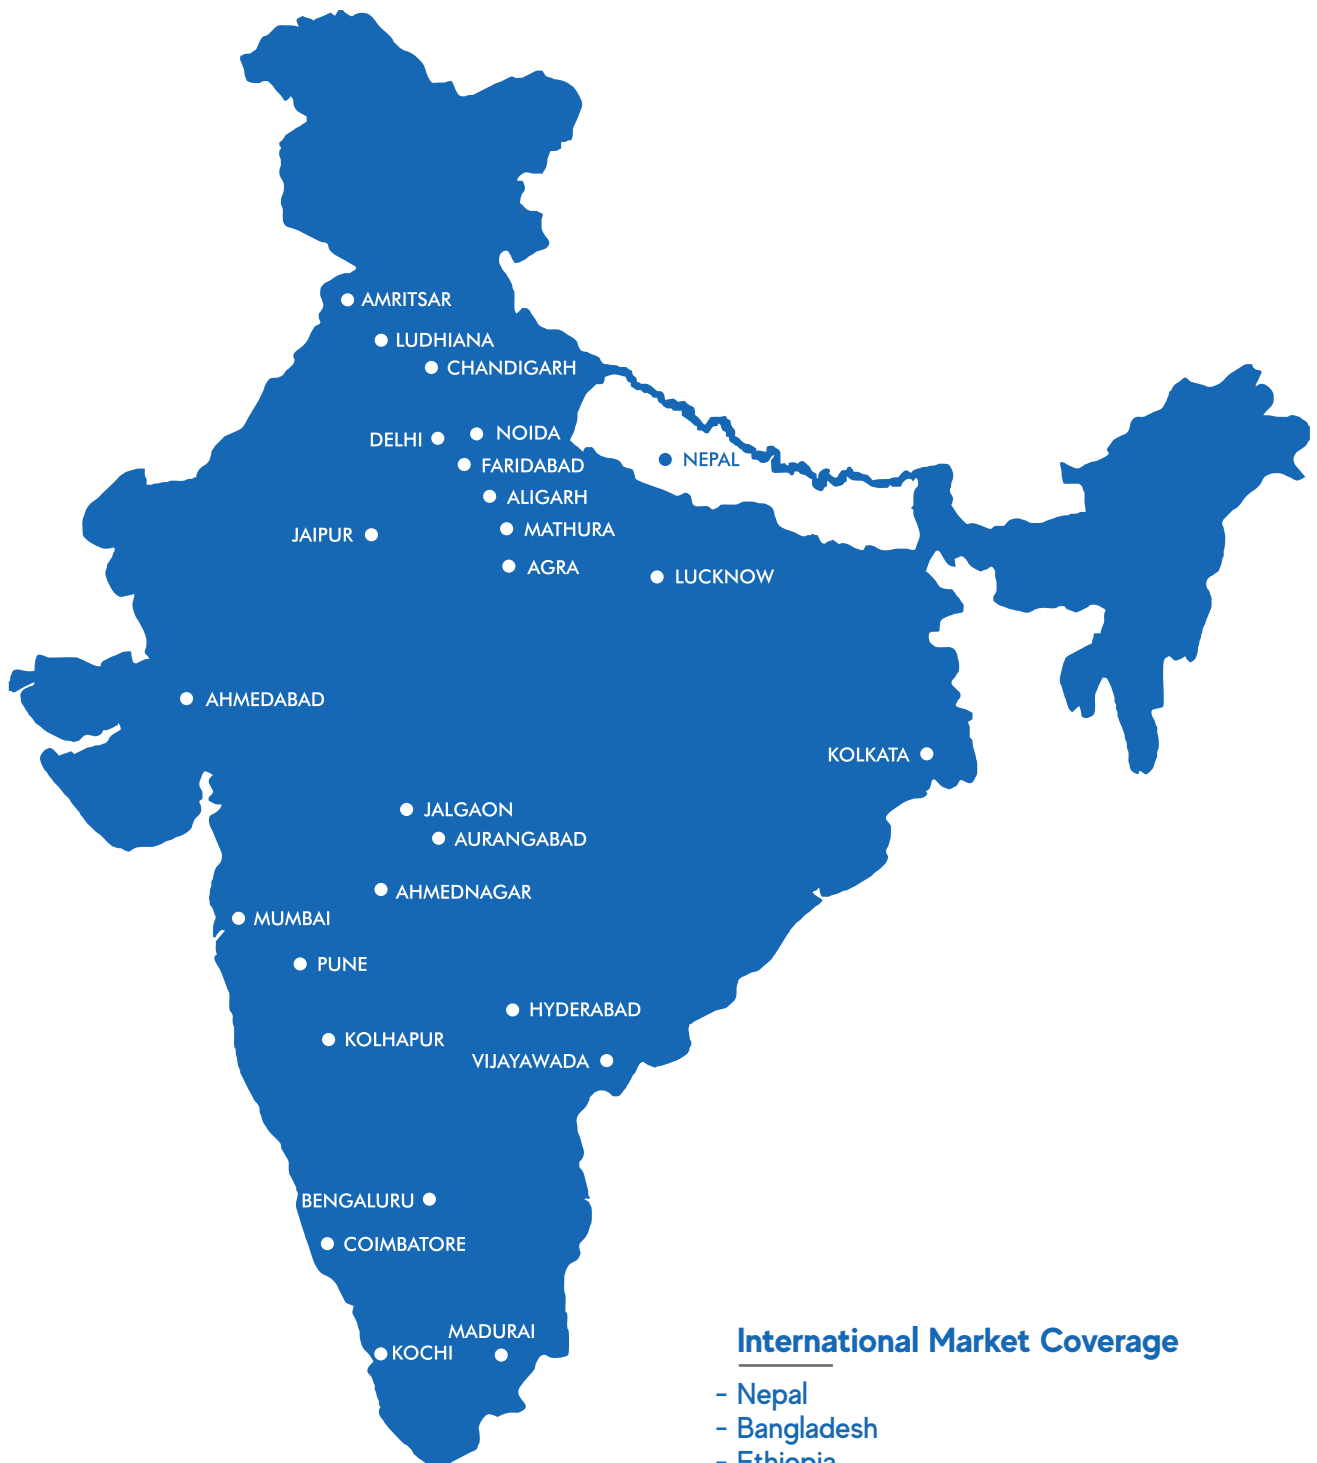 AMRITSAR
LUDHIANA
CHANDIGARH
DELHI
NOIDA
NEPAL
FARIDABAD
ALIGARH
MATHURA
JAIPUR
AGRA
LUCKNOW
AHMEDABAD
KOLKATA
JALGAON
AURANGABAD
AHMEDNAGAR
MUMBAI
PUNE
HYDERABAD
KOLHAPUR
VIJAYAWADA
BENGALURU
COIMBATORE
MADURAI
KOCHI
International Market Coverage
- Nepal
- Bangladesh
- Ethiopia